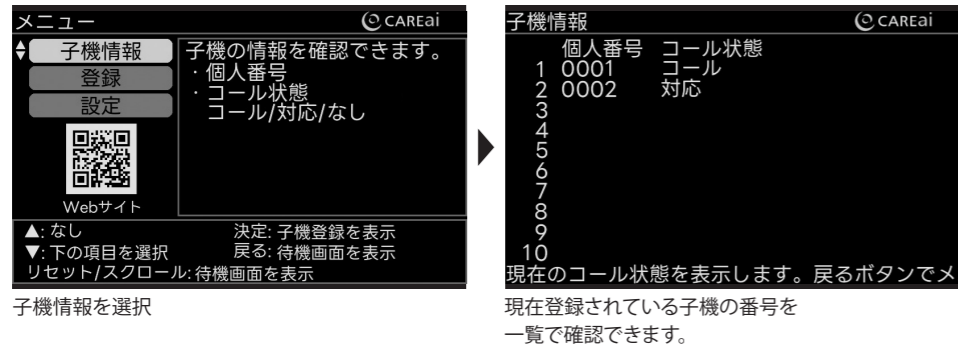 メニュー
CAREai
子機情報
登録
設定
Webサイト
子機の情報を確認できます。
・個人番号
・コール状態
コール/対応/なし
▲: なし 決定: 子機登録を表示
▼: 下の項目を選択 戻る: 待機画面を表示
リセット/スクロール: 待機画面を表示
子機情報を選択
子機情報
CAREai
個人番号 コール状態
1 0001 コール
2 0002 対応
3
4
5
6
7
8
9
10
現在のコール状態を表示します。戻るボタンでメ
現在登録されている子機の番号を
一覧で確認できます。